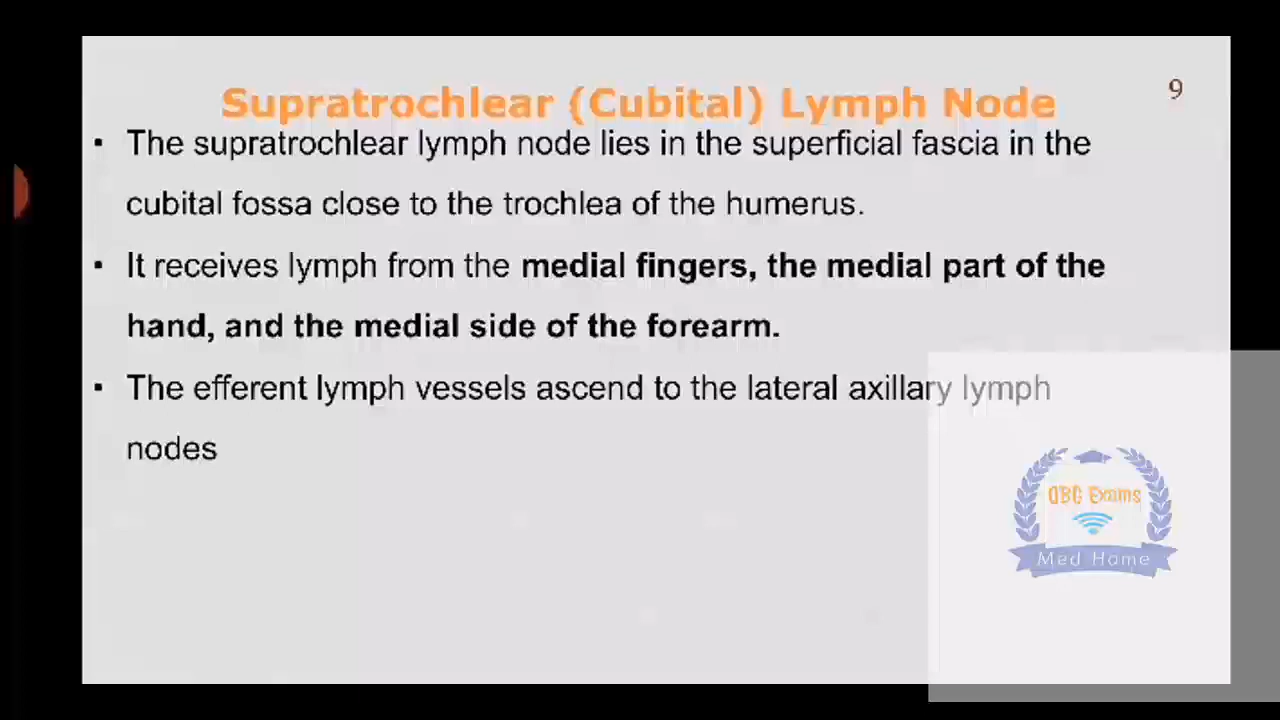 9
Supratrochlear (Cubital) Lymph Node
• The supratrochlear lymph node lies in the superficial fascia in the
cubital fossa close to the trochlea of the humerus.
• It receives lymph from the medial fingers, the medial part of the
hand, and the medial side of the forearm.
• The efferent lymph vessels ascend to the lateral axillary lymph
nodes
ABC Exams
Med Home